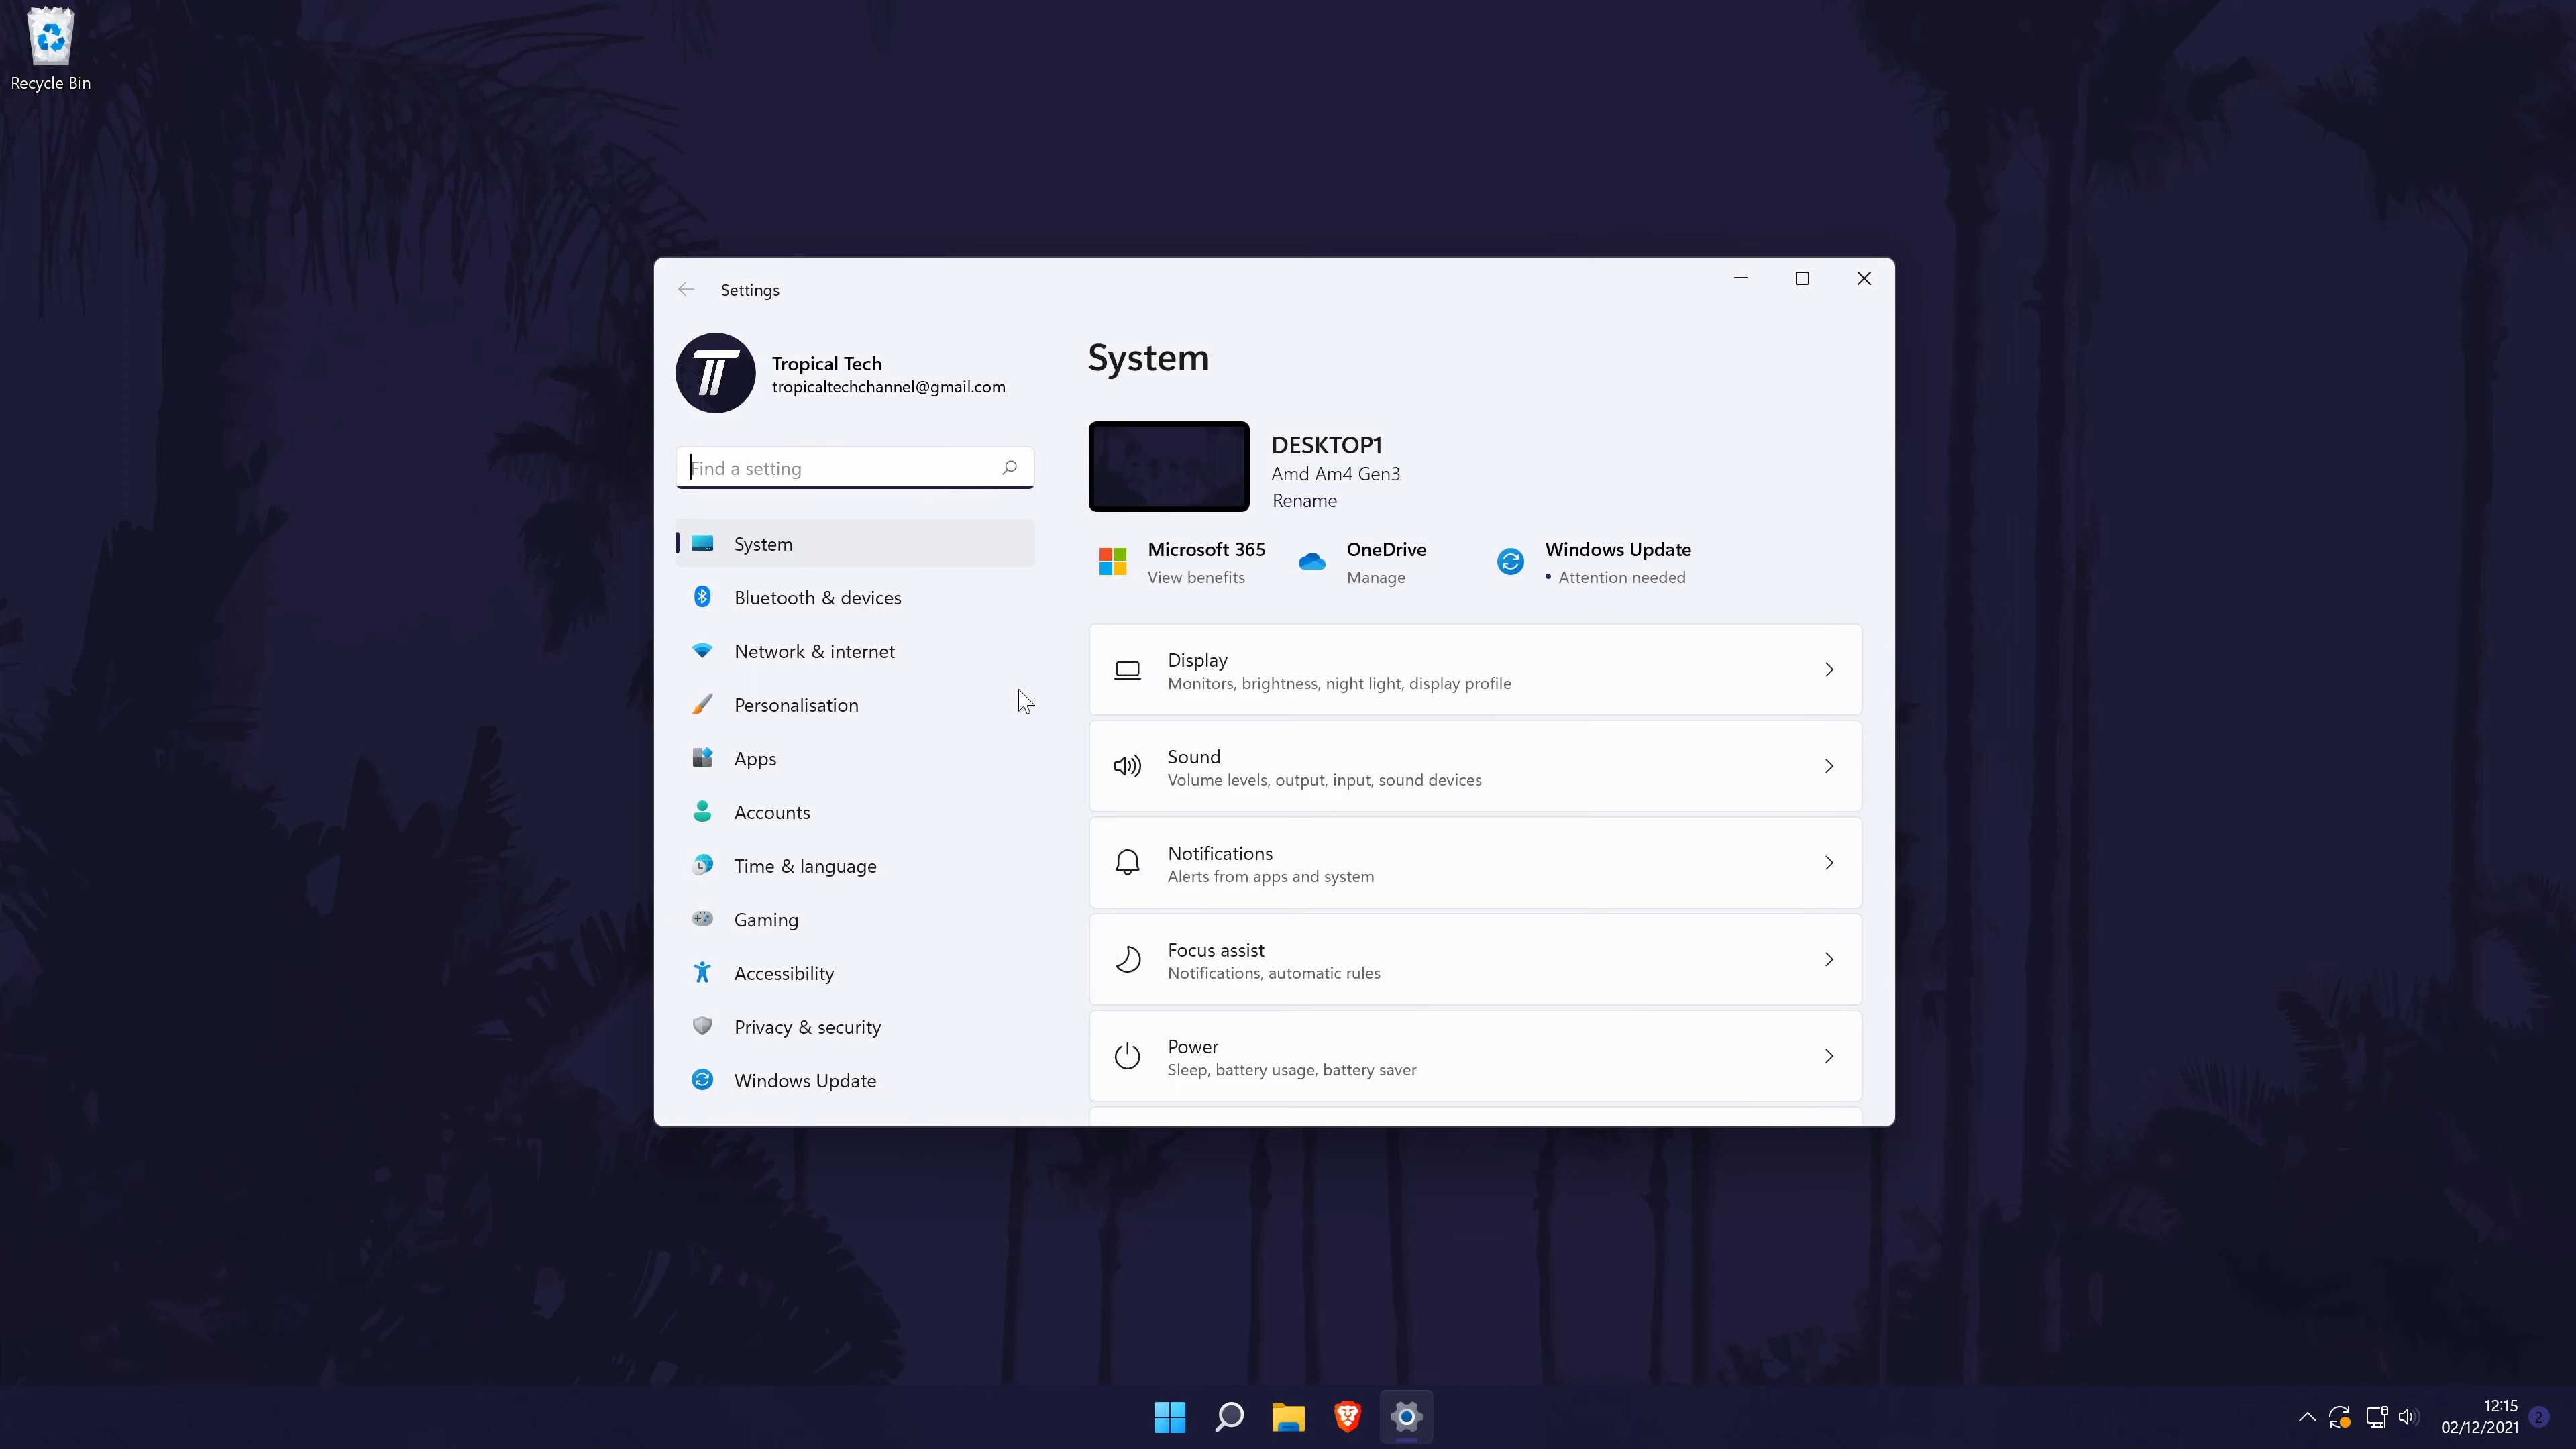 Recycle Bin
Settings
Tropical Tech
tropicaltechchannel@gmail.com
Find a setting
System
Bluetooth & devices
Network & internet
Personalisation
Apps
Accounts
Time & language
Gaming
Accessibility
Privacy & security
Windows Update
System
DESKTOP1
Amd Am4 Gen3
Rename
Microsoft 365
View benefits
OneDrive
Manage
Windows Update
• Attention needed
Display
Monitors, brightness, night light, display profile
Sound
Volume levels, output, input, sound devices
Notifications
Alerts from apps and system
Focus assist
Notifications, automatic rules
Power
Sleep, battery usage, battery saver
12:15
02/12/2021
2